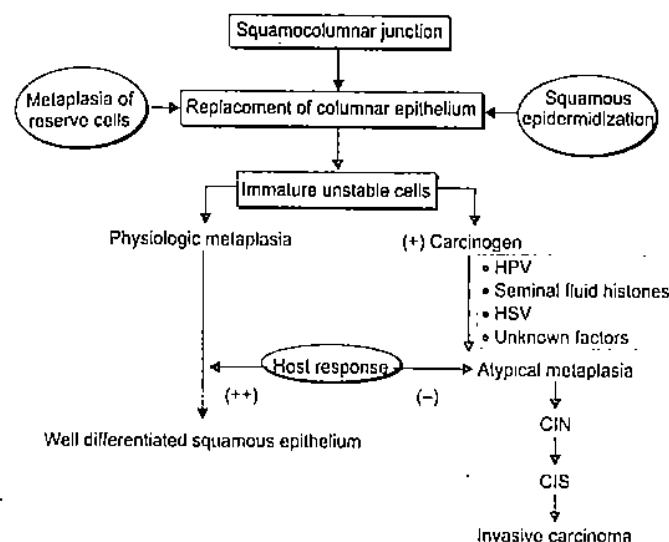 Squamocolumnar junction
Metaplasia of
reserve cells
Replacement of columnar epithelium
Squamous
epidermidization
Immature unstable cells
Physiologic metaplasia
(+) Carcinogen
HPV
Seminal fluid histones
HSV
Unknown factors
Host response
(++)
(–)
Atypical metaplasia
Well differentiated squamous epithelium
CIN
CIS
Invasive carcinoma